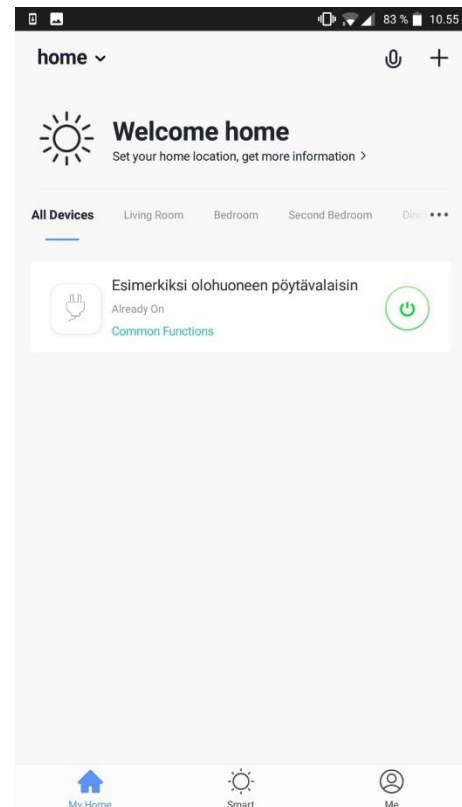 83 % 10.55
home
Welcome home
Set your home location, get more information >
All Devices Living Room Bedroom Second Bedroom
Esimerkiksi olohuoneen pöytävalaisin
Already On
Common Functions
My Home Smart Me